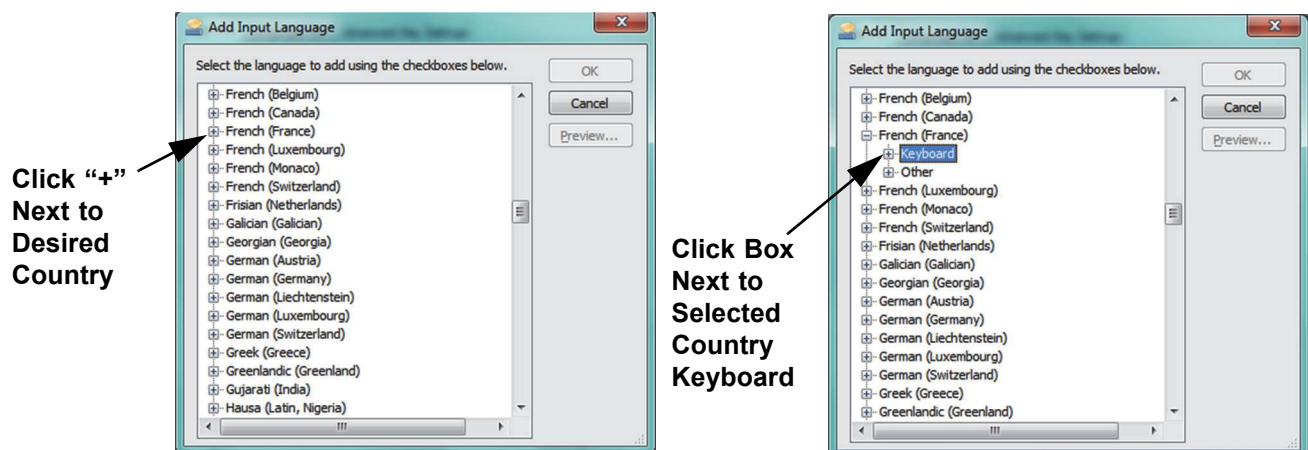 Click “+”
Next to
Desired
Country
Add Input Language
Select the language to add using the checkboxes below.
OK
Cancel
Preview...
French (Belgium)
French (Canada)
French (France)
French (Luxembourg)
French (Monaco)
French (Switzerland)
Frisian (Netherlands)
Galician (Galician)
Georgian (Georgia)
German (Austria)
German (Germany)
German (Liechtenstein)
German (Luxembourg)
German (Switzerland)
Greek (Greece)
Greenlandic (Greenland)
Gujarati (India)
Hausa (Latin, Nigeria)
Click Box
Next to
Selected
Country
Keyboard
Add Input Language
Select the language to add using the checkboxes below.
OK
Cancel
Preview...
French (Belgium)
French (Canada)
French (France)
Keyboard
Other
French (Luxembourg)
French (Monaco)
French (Switzerland)
Frisian (Netherlands)
Galician (Galician)
Georgian (Georgia)
German (Austria)
German (Germany)
German (Liechtenstein)
German (Luxembourg)
German (Switzerland)
Greek (Greece)
Greenlandic (Greenland)